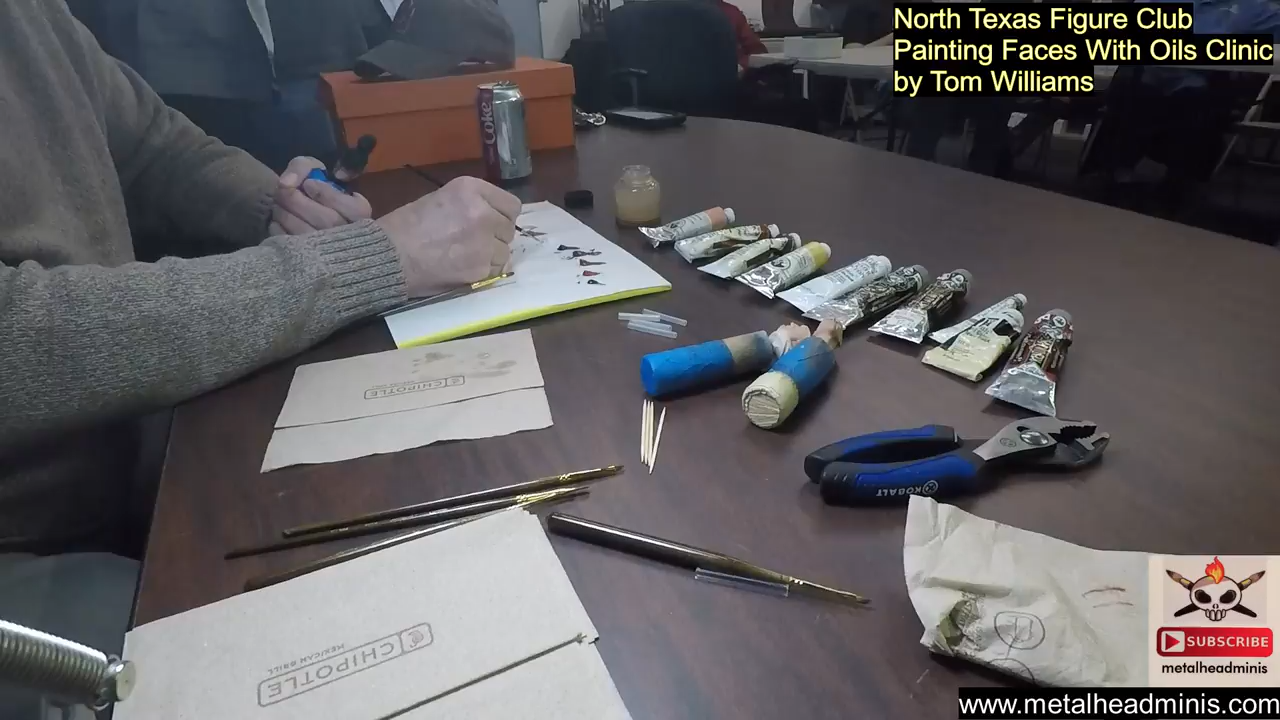 North Texas Figure Club
Painting Faces With Oils Clinic
by Tom Williams
Coke
CHIPOTLE
KOBALT
CHIPOTLE
MEXICAN GRILL
SUBSCRIBE
metalheadminis
www.metalheadminis.com